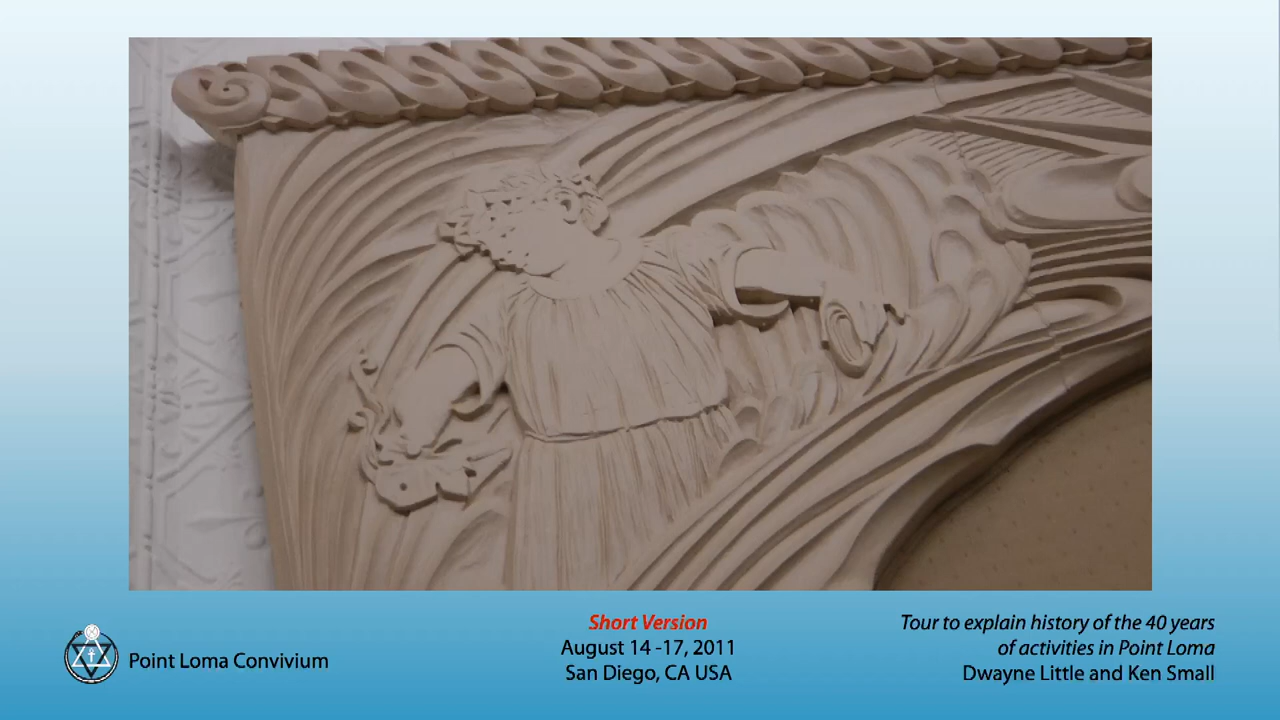 Point Loma Convivium
Short Version
August 14 -17, 2011
San Diego, CA USA
Tour to explain history of the 40 years
of activities in Point Loma
Dwayne Little and Ken Small